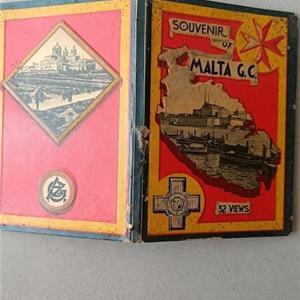 SOUVENIR
OF
MALTA G.C.
32 VIEWS